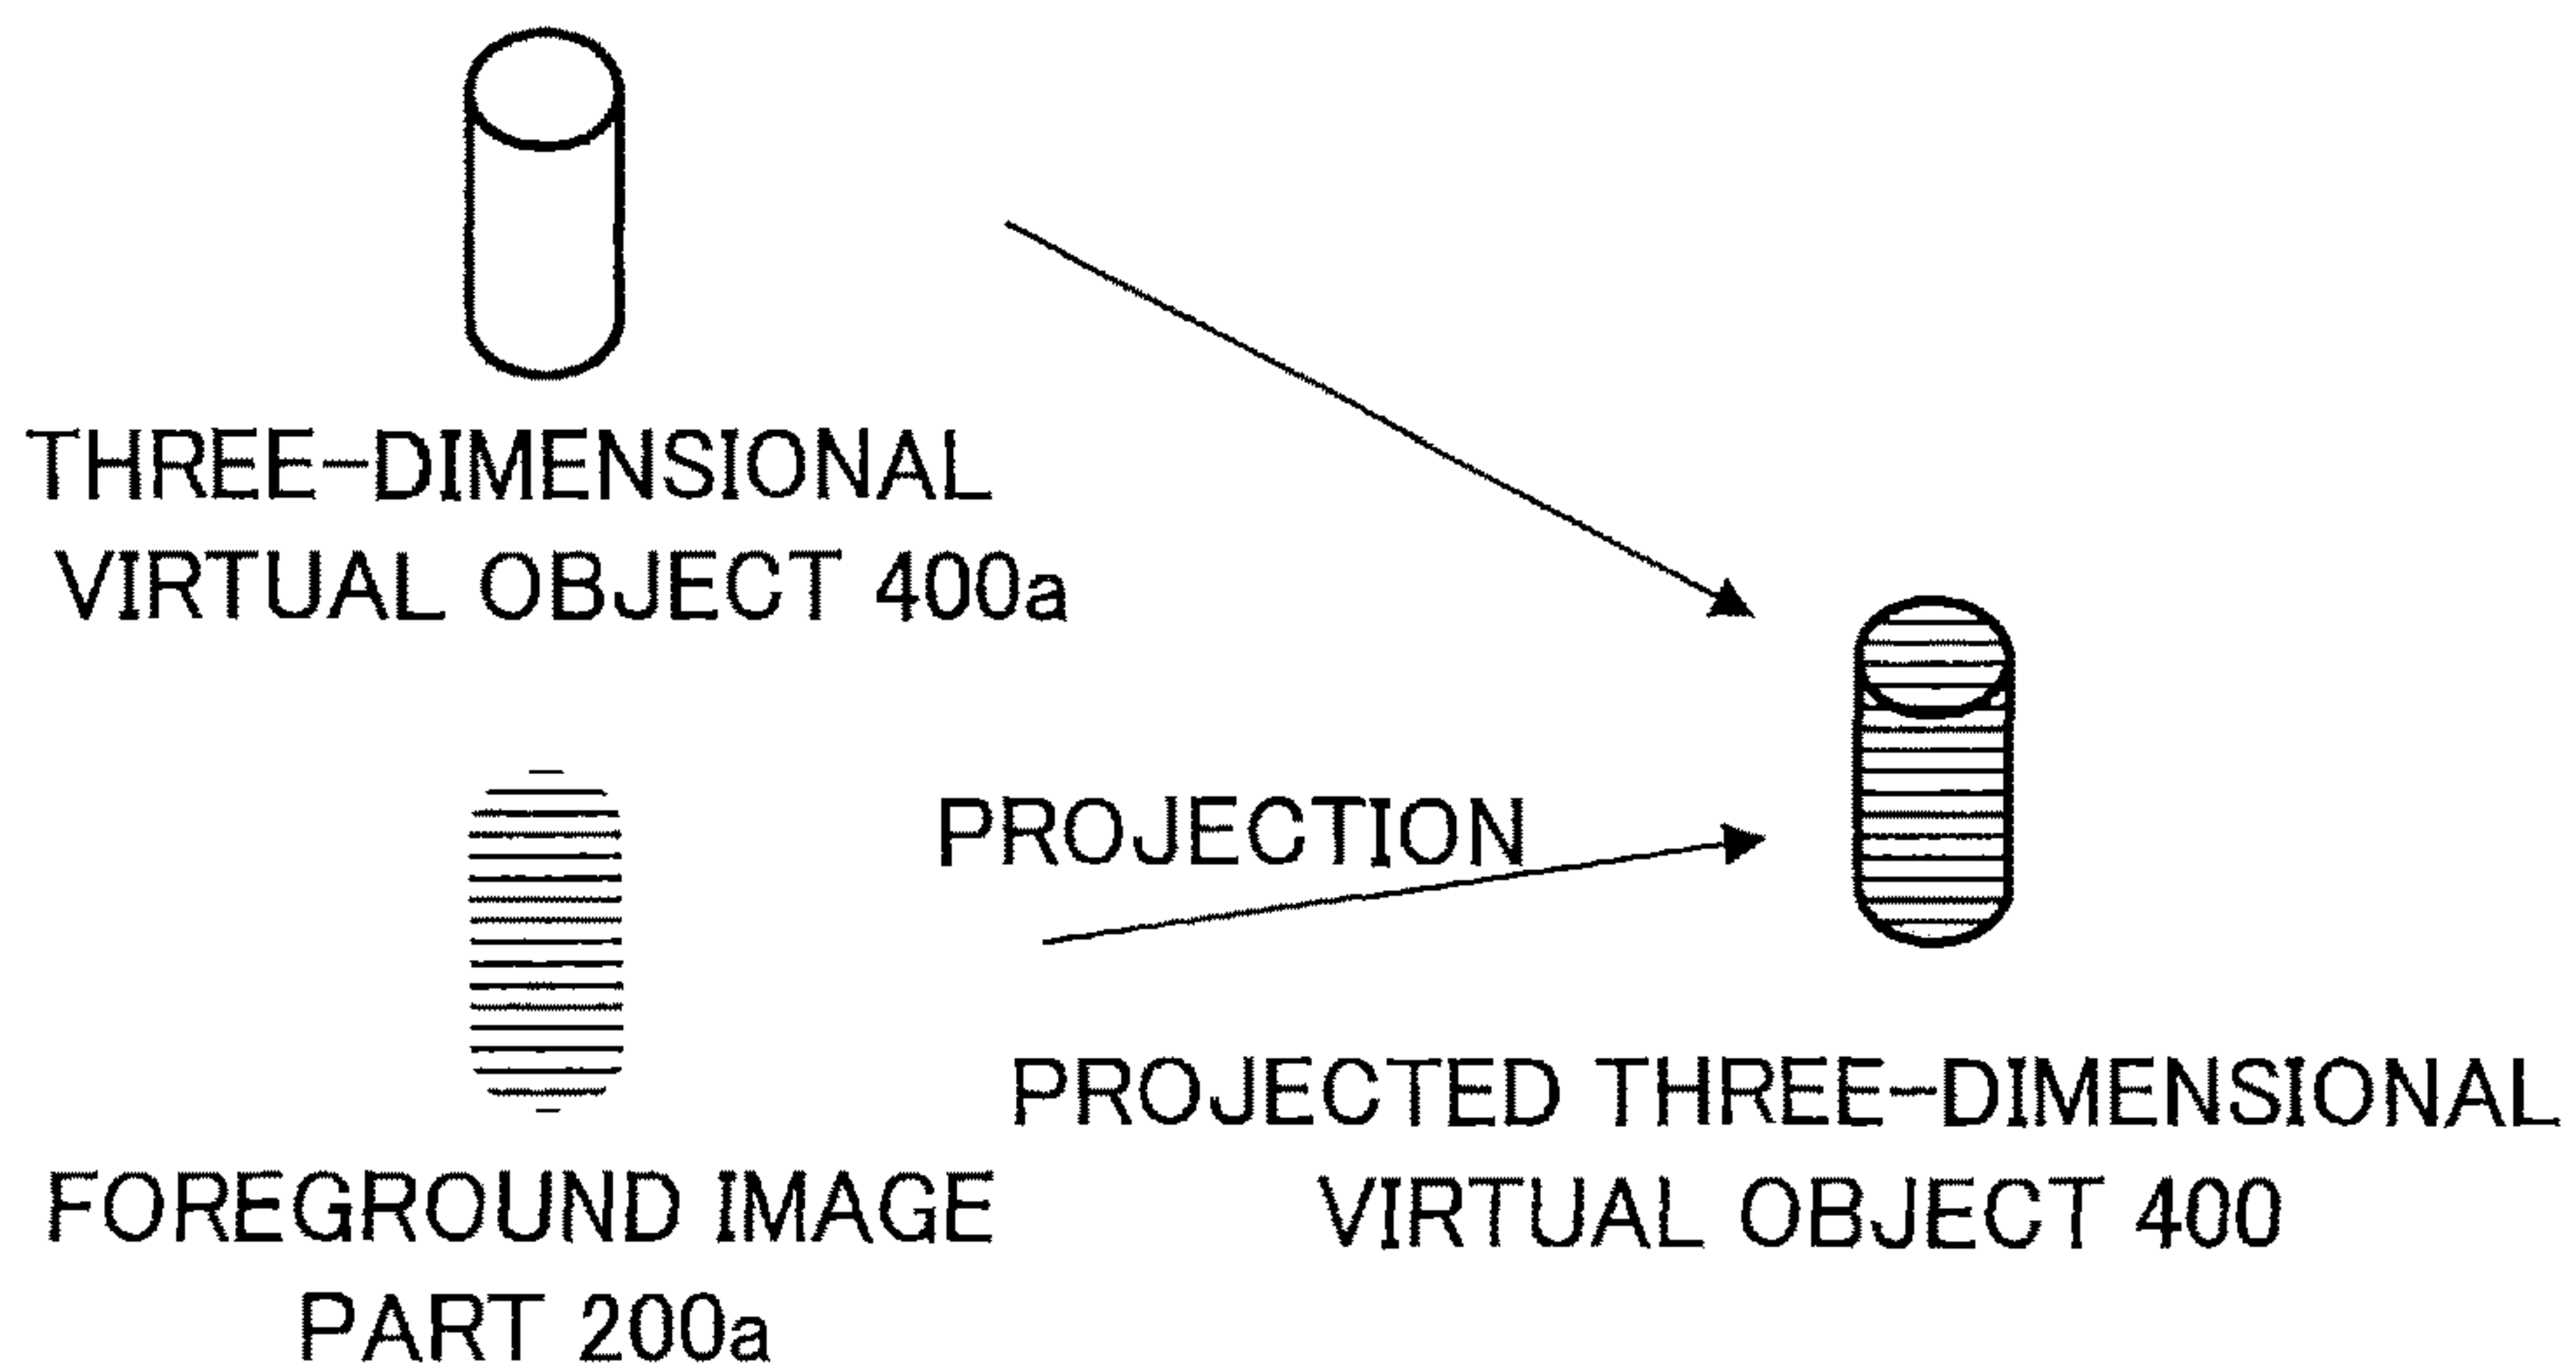 THREE-DIMENSIONAL
VIRTUAL OBJECT 400a
PROJECTION
FOREGROUND IMAGE
PART 200a
PROJECTED THREE-DIMENSIONAL
VIRTUAL OBJECT 400